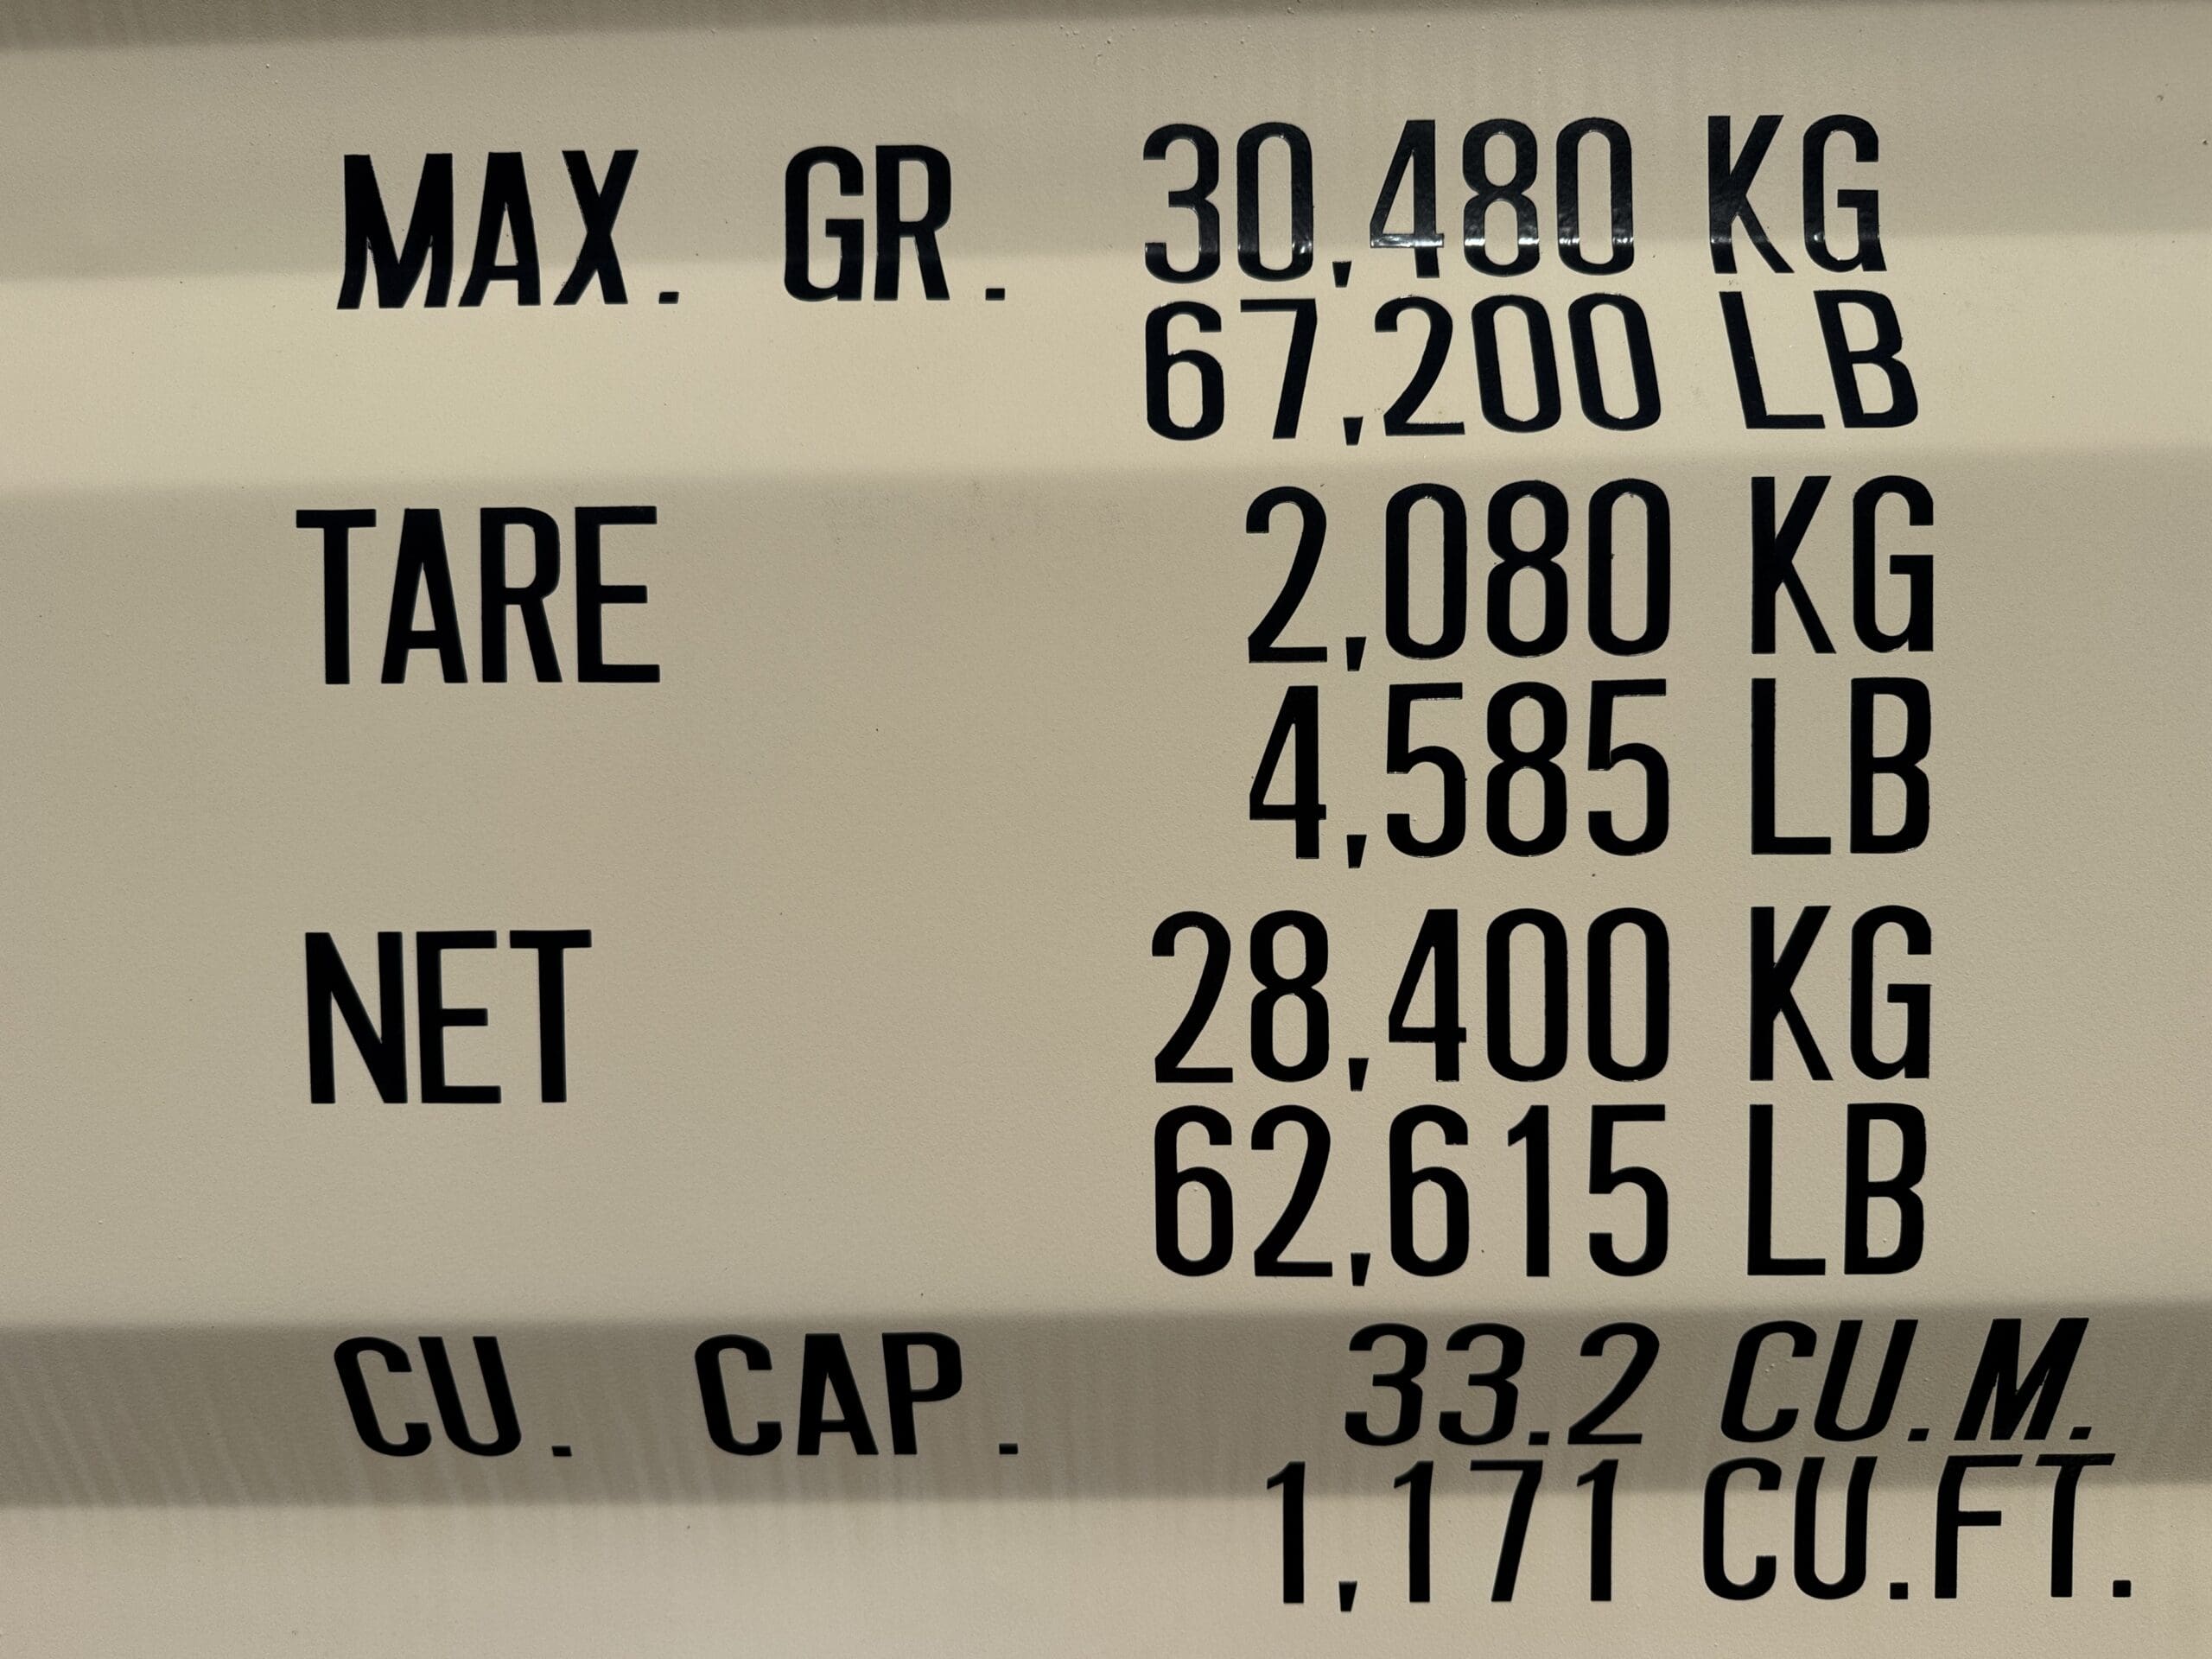 MAX. GR. 30,480 KG
67,200 LB
TARE 2,080 KG
4,585 LB
NET 28,400 KG
62,615 LB
CU. CAP. 33.2 CU.M.
1,171 CU.FT.